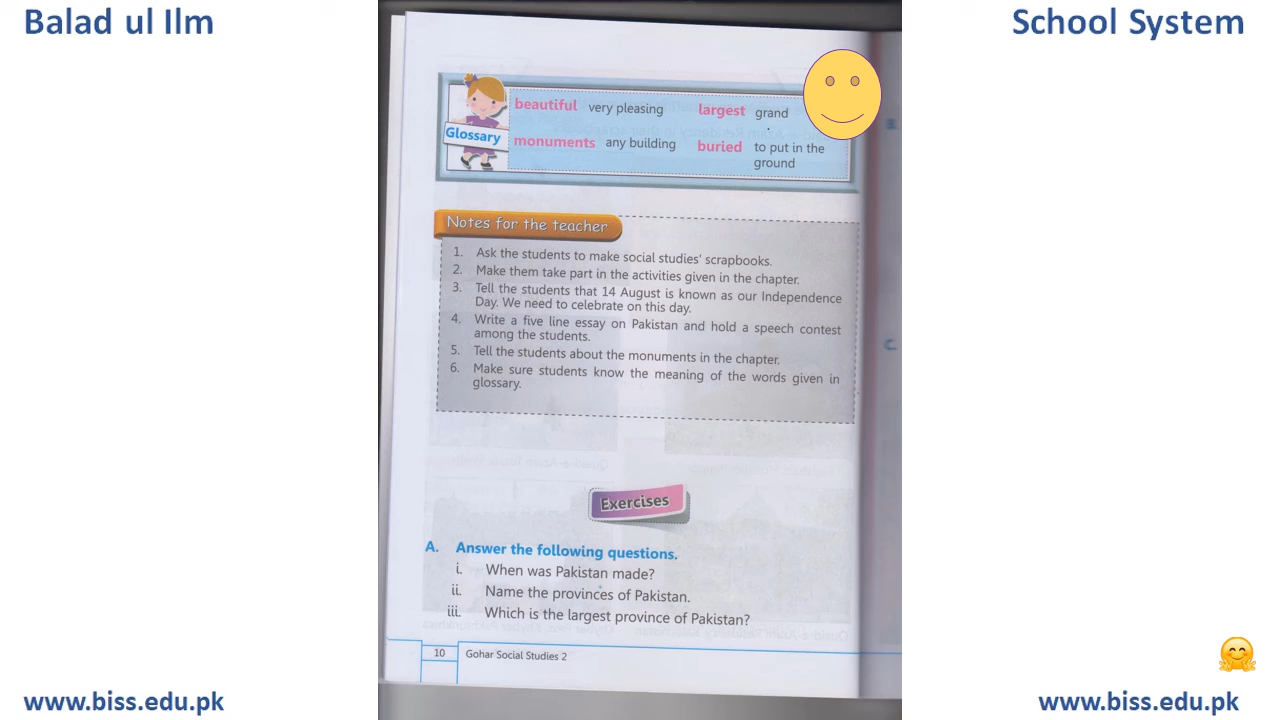 Balad ul Ilm
School System
Glossary
beautiful very pleasing largest grand
monuments any building buried to put in the
ground
Notes for the teacher
1. Ask the students to make social studies' scrapbooks.
2. Make them take part in the activities given in the chapter.
3. Tell the students that 14 August is known as our Independence
Day. We need to celebrate on this day.
4. Write a five line essay on Pakistan and hold a speech contest
among the students.
5. Tell the students about the monuments in the chapter.
6. Make sure students know the meaning of the words given in
glossary.
Exercises
A. Answer the following questions.
i. When was Pakistan made?
ii. Name the provinces of Pakistan.
iii. Which is the largest province of Pakistan?
10 Gohar Social Studies 2
www.biss.edu.pk
www.biss.edu.pk